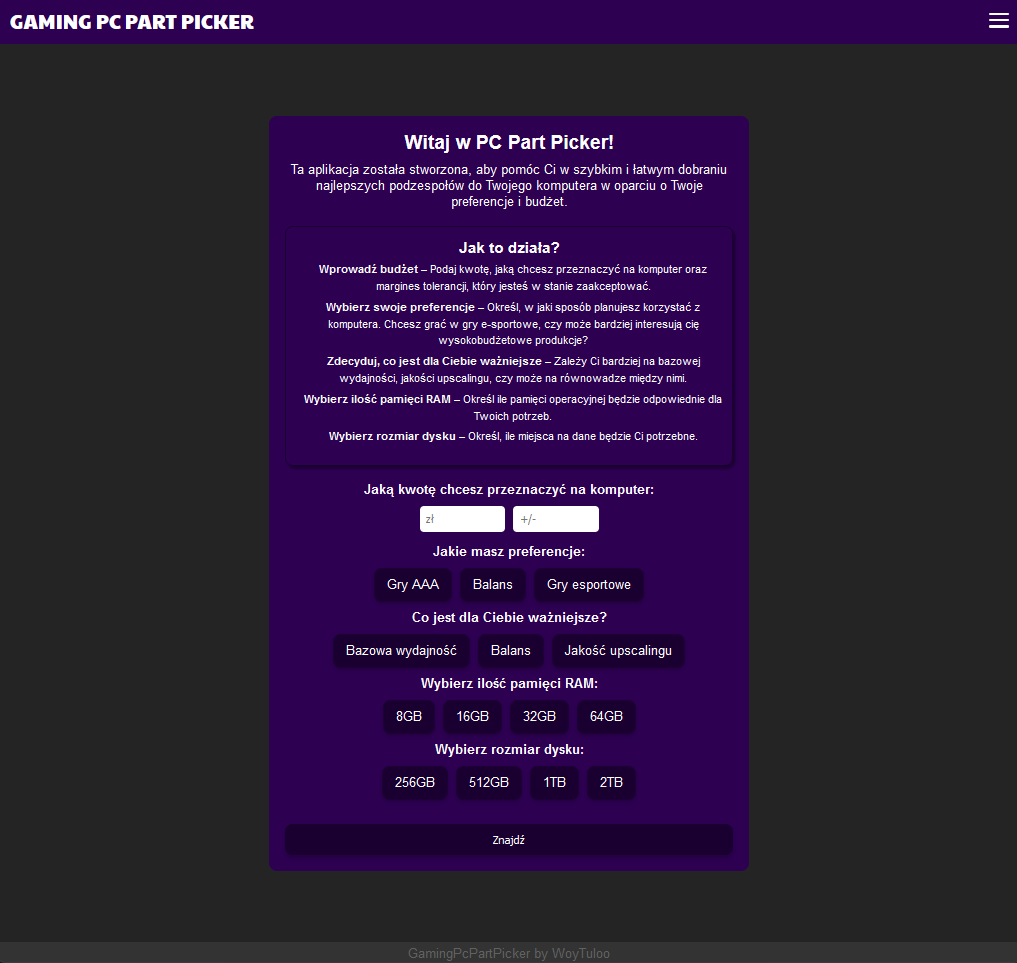 GAMING PC PART PICKER
Witaj w PC Part Picker!
Ta aplikacja została stworzona, aby pomóc Ci w szybkim i łatwym dobraniu
najlepszych podzespołów do Twojego komputera w oparciu o Twoje
preferencje i budżet.
Jak to działa?
Wprowadź budżet – Podaj kwotę, jaką chcesz przeznaczyć na komputer oraz
margines tolerancji, który jesteś w stanie zaakceptować.
Wybierz swoje preferencje – Określ, w jaki sposób planujesz korzystać z
komputera. Chcesz grać w gry e-sportowe, czy może bardziej interesują cię
wysokobudżetowe produkcje?
Zdecyduj, co jest dla Ciebie ważniejsze – Zależy Ci bardziej na bazowej
wydajności, jakości upscalingu, czy może na równowadze między nimi.
Wybierz ilość pamięci RAM – Określ ile pamięci operacyjnej będzie odpowiednie dla
Twoich potrzeb.
Wybierz rozmiar dysku – Określ, ile miejsca na dane będzie Ci potrzebne.
Jaką kwotę chcesz przeznaczyć na komputer:
zł +/-
Jakie masz preferencje:
Gry AAA Balans Gry esportowe
Co jest dla Ciebie ważniejsze?
Bazowa wydajność Balans Jakość upscalingu
Wybierz ilość pamięci RAM:
8GB 16GB 32GB 64GB
Wybierz rozmiar dysku:
256GB 512GB 1TB 2TB
Znajdź
GamingPcPartPicker by WoyTuloo